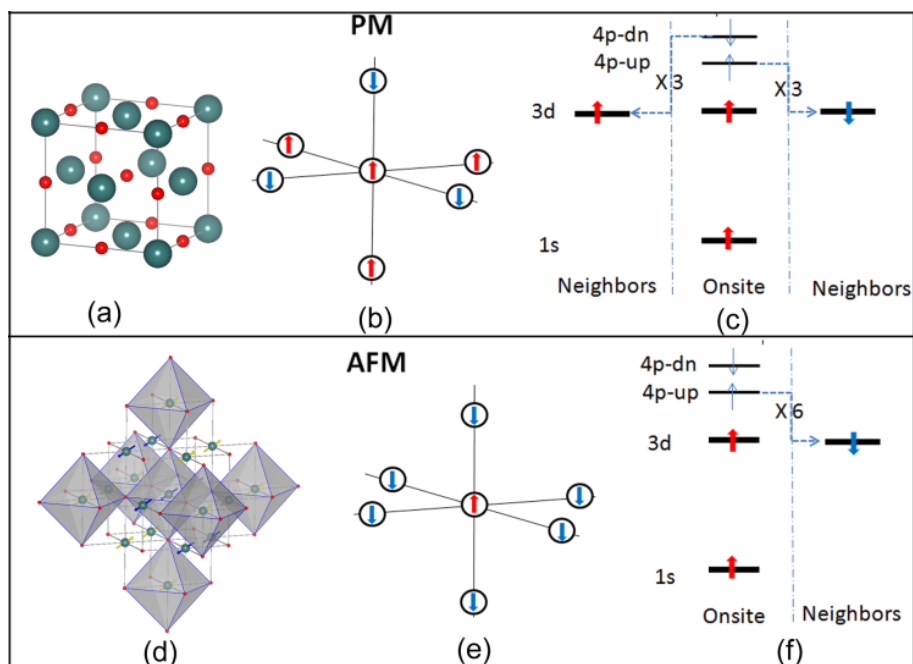 PM
(a)
(b)
4p-dn
4p-up
X 3
X 3
3d
1s
Neighbors
Onsite
Neighbors
(c)
AFM
(d)
(e)
4p-dn
4p-up
X 6
3d
1s
Onsite
Neighbors
(f)